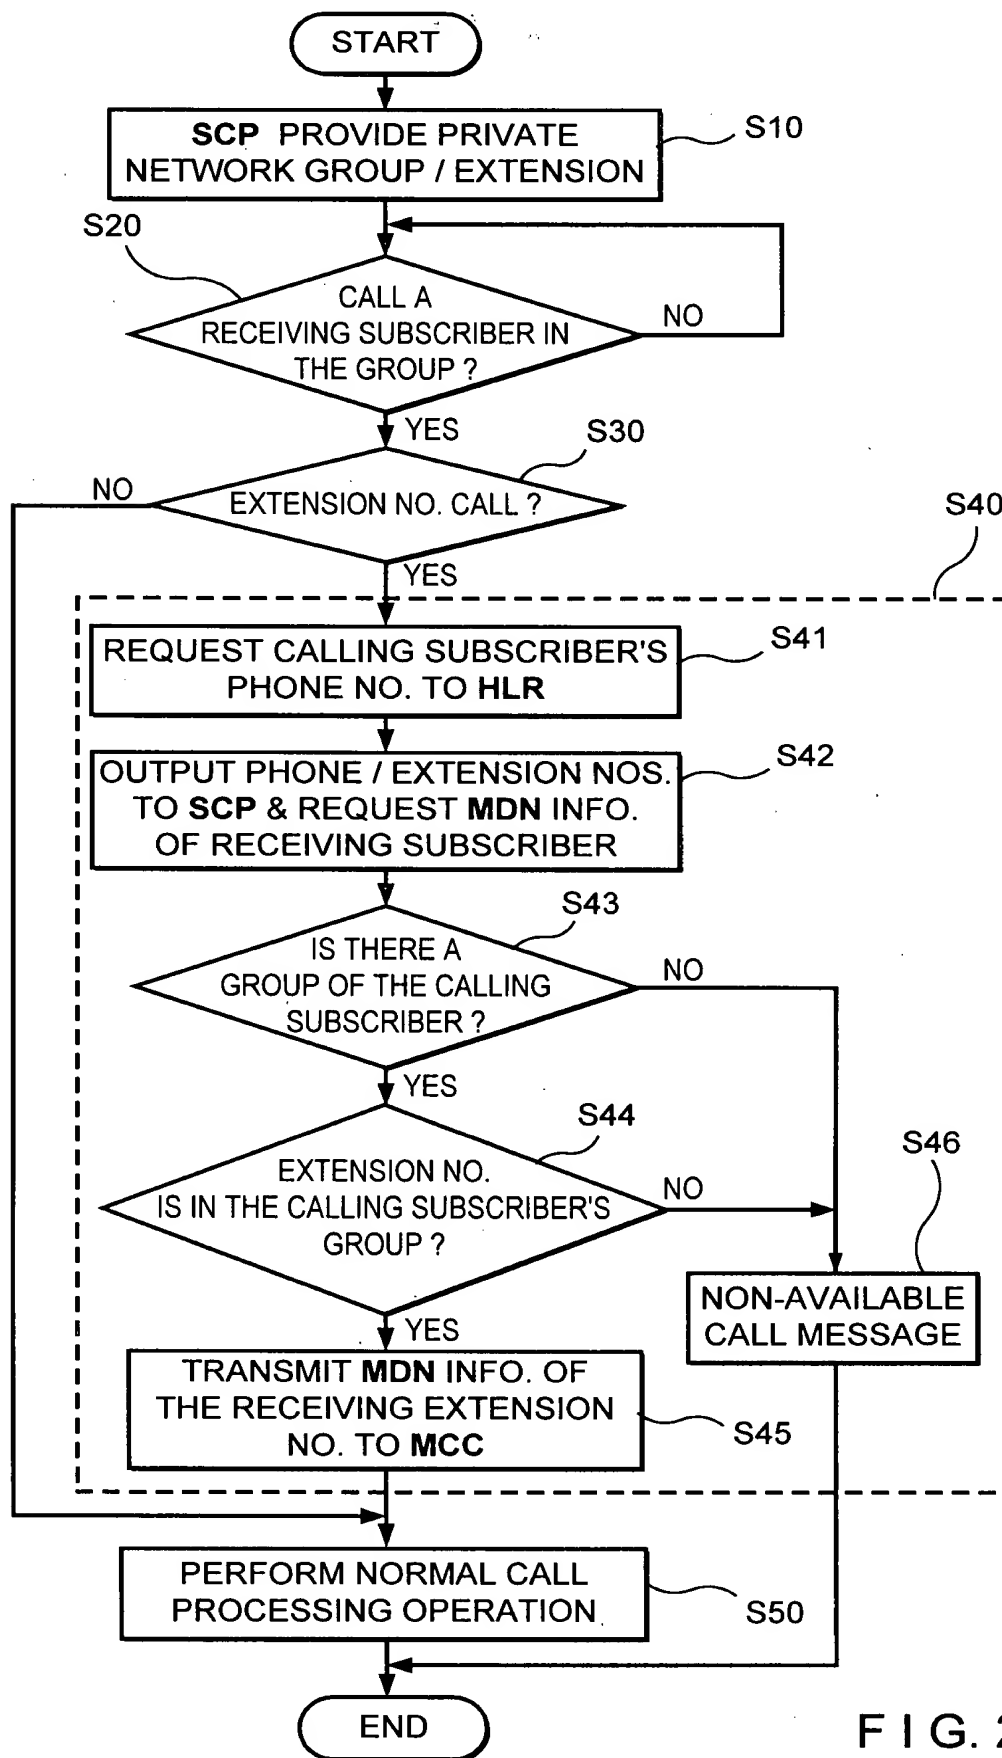 START
SCP PROVIDE PRIVATE
NETWORK GROUP / EXTENSION
S10
S20
CALL A
RECEIVING SUBSCRIBER IN
THE GROUP ?
NO
YES
S30
NO
EXTENSION NO. CALL ?
S40
YES
REQUEST CALLING SUBSCRIBER'S
PHONE NO. TO HLR
S41
OUTPUT PHONE / EXTENSION NOS.
TO SCP & REQUEST MDN INFO.
OF RECEIVING SUBSCRIBER
S42
S43
IS THERE A
GROUP OF THE CALLING
SUBSCRIBER ?
NO
YES
S44
EXTENSION NO.
IS IN THE CALLING SUBSCRIBER'S
GROUP ?
NO
S46
NON-AVAILABLE
CALL MESSAGE
YES
TRANSMIT MDN INFO. OF
THE RECEIVING EXTENSION
NO. TO MCC
S45
PERFORM NORMAL CALL
PROCESSING OPERATION
S50
END
FIG. 2